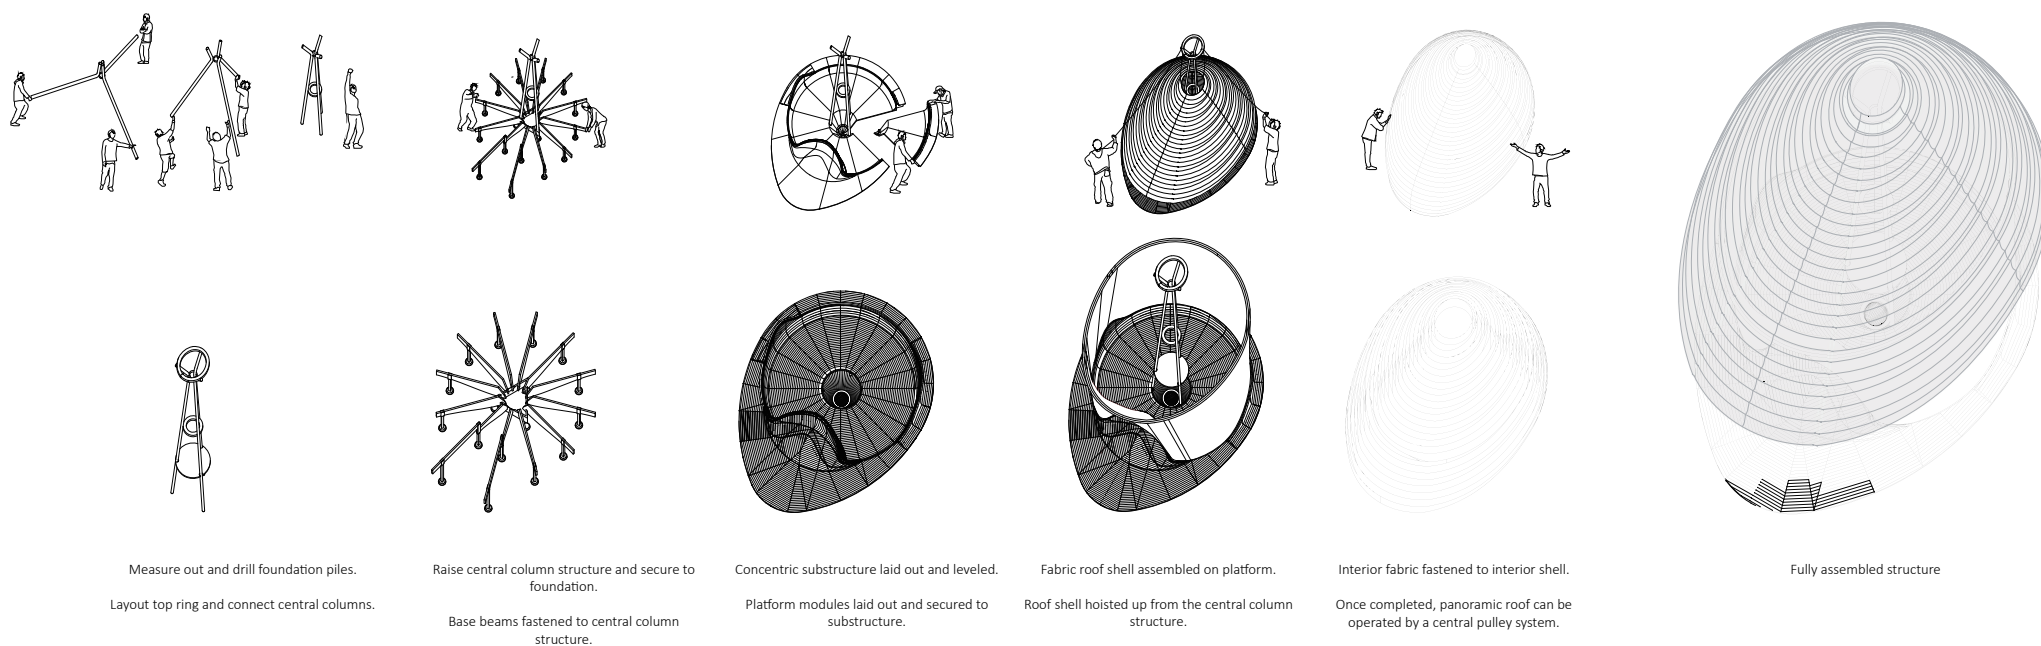 Measure out and drill foundation piles.
Layout top ring and connect central columns.
Raise central column structure and secure to
foundation.
Base beams fastened to central column
structure.
Concentric substructure laid out and leveled.
Platform modules laid out and secured to
substructure.
Fabric roof shell assembled on platform.
Roof shell hoisted up from the central column
structure.
Interior fabric fastened to interior shell.
Once completed, panoramic roof can be
operated by a central pulley system.
Fully assembled structure